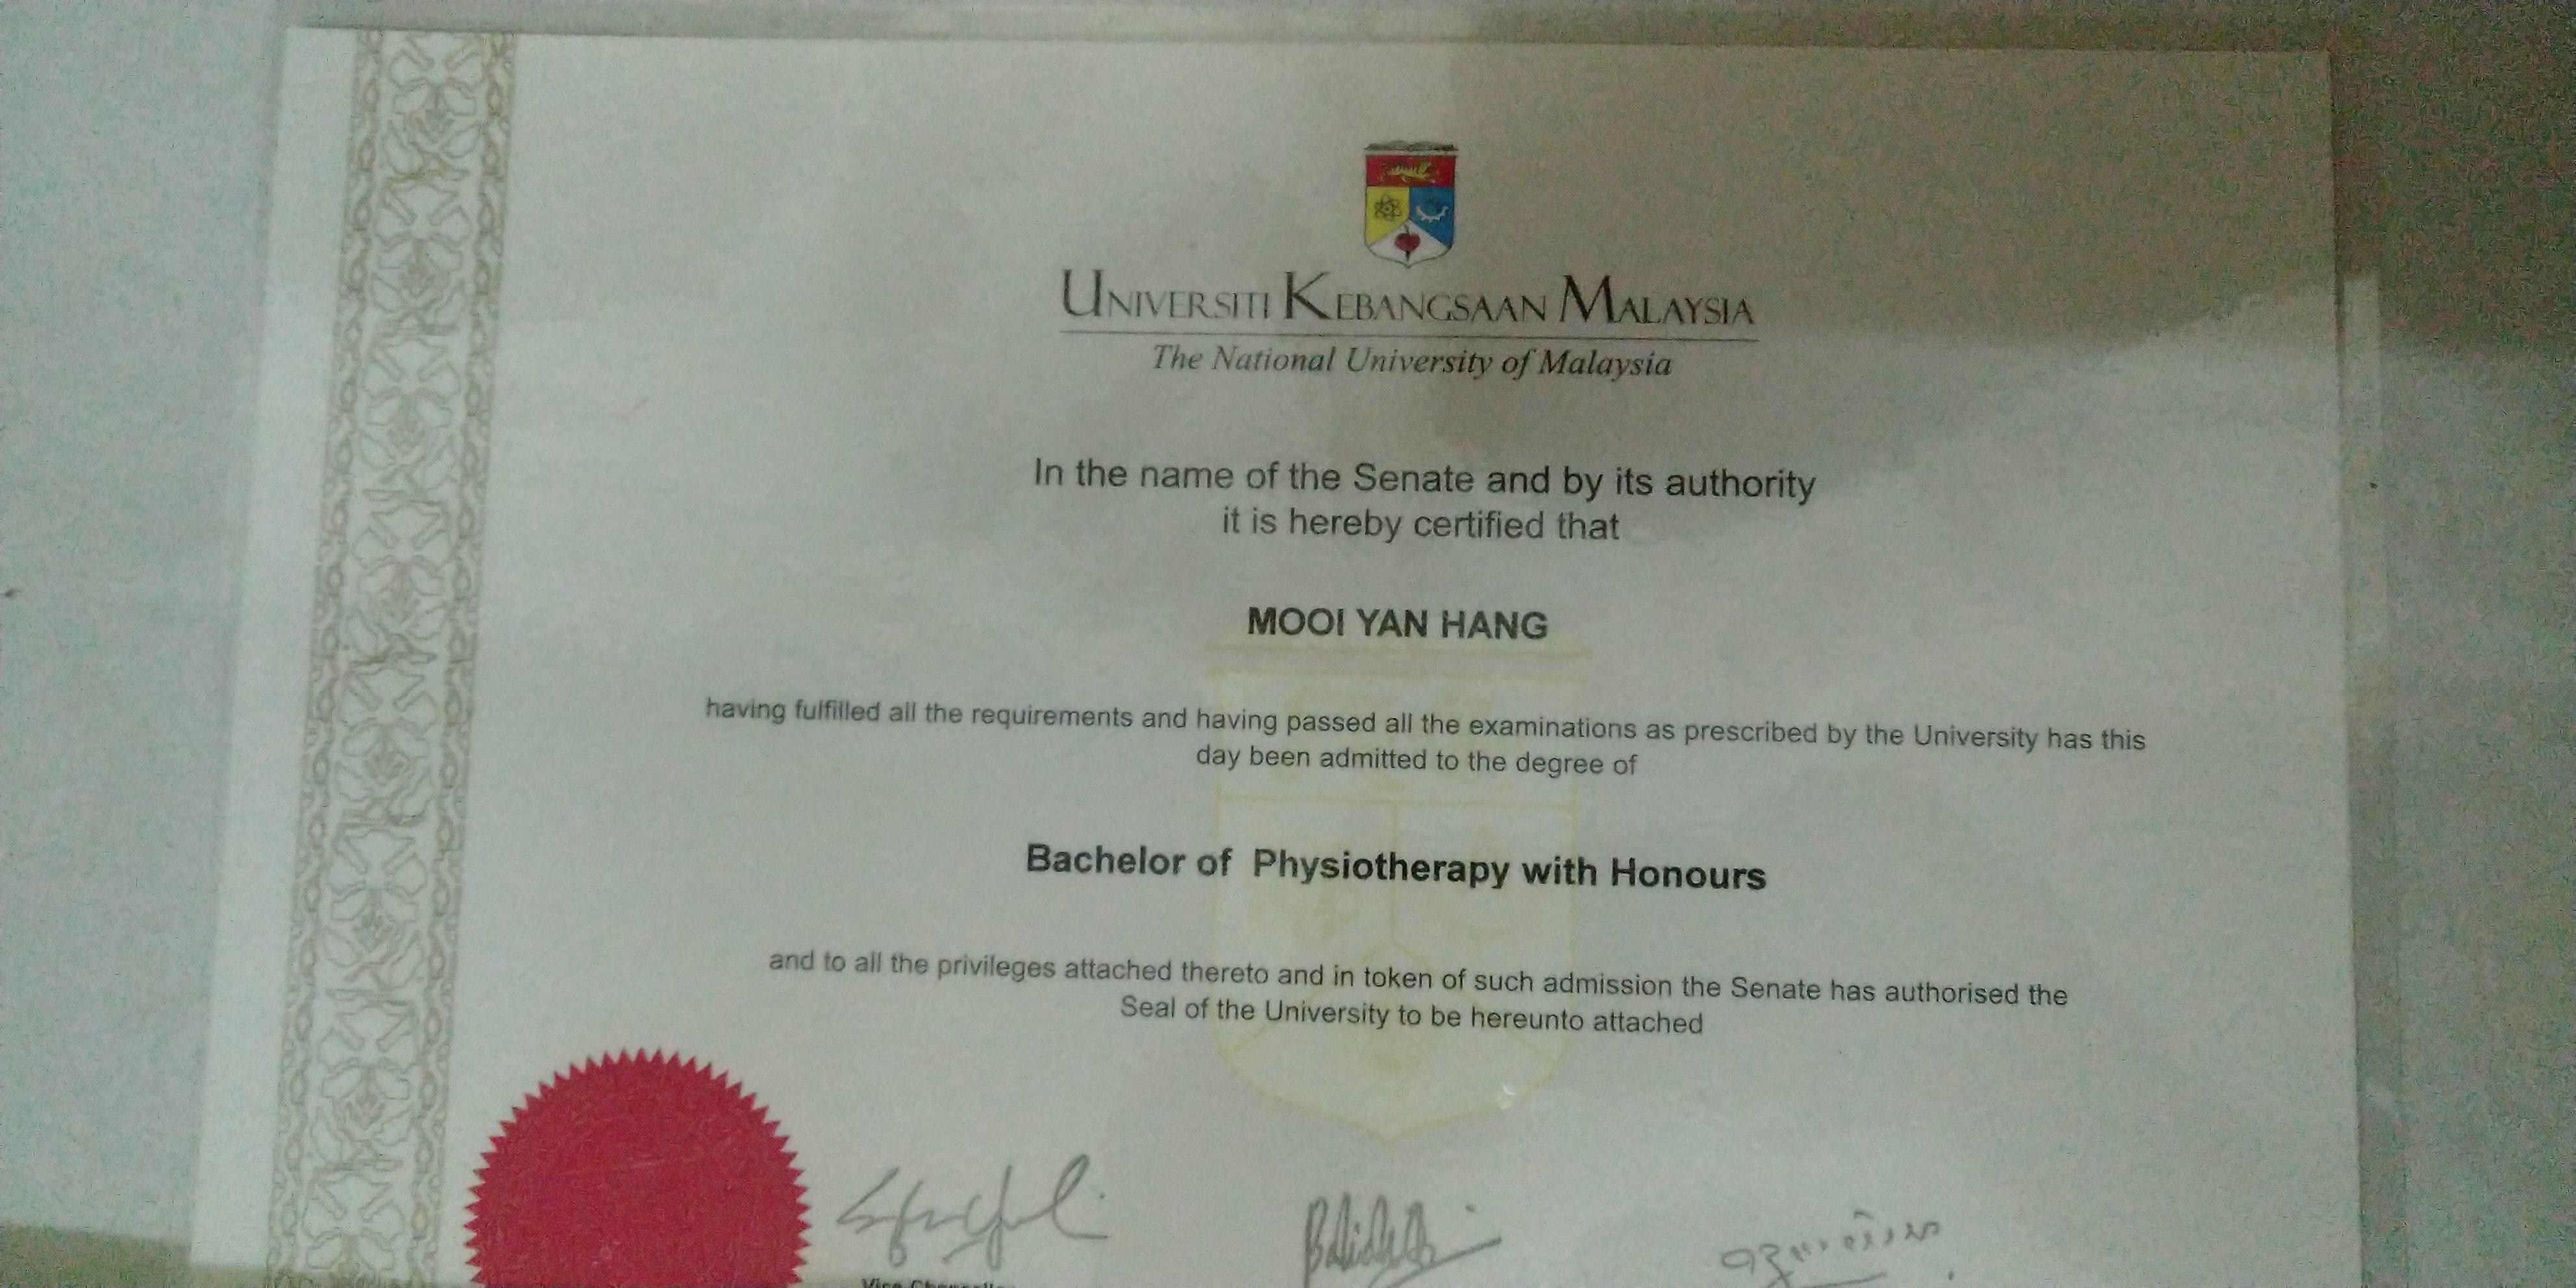 UNIVERSITI KEBANGSAAN MALAYSIA
The National University of Malaysia
In the name of the Senate and by its authority
it is hereby certified that
MOOI YAN HANG
having fulfilled all the requirements and having passed all the examinations as prescribed by the University has this
day been admitted to the degree of
Bachelor of Physiotherapy with Honours
and to all the privileges attached thereto and in token of such admission the Senate has authorised the
Seal of the University to be hereunto attached